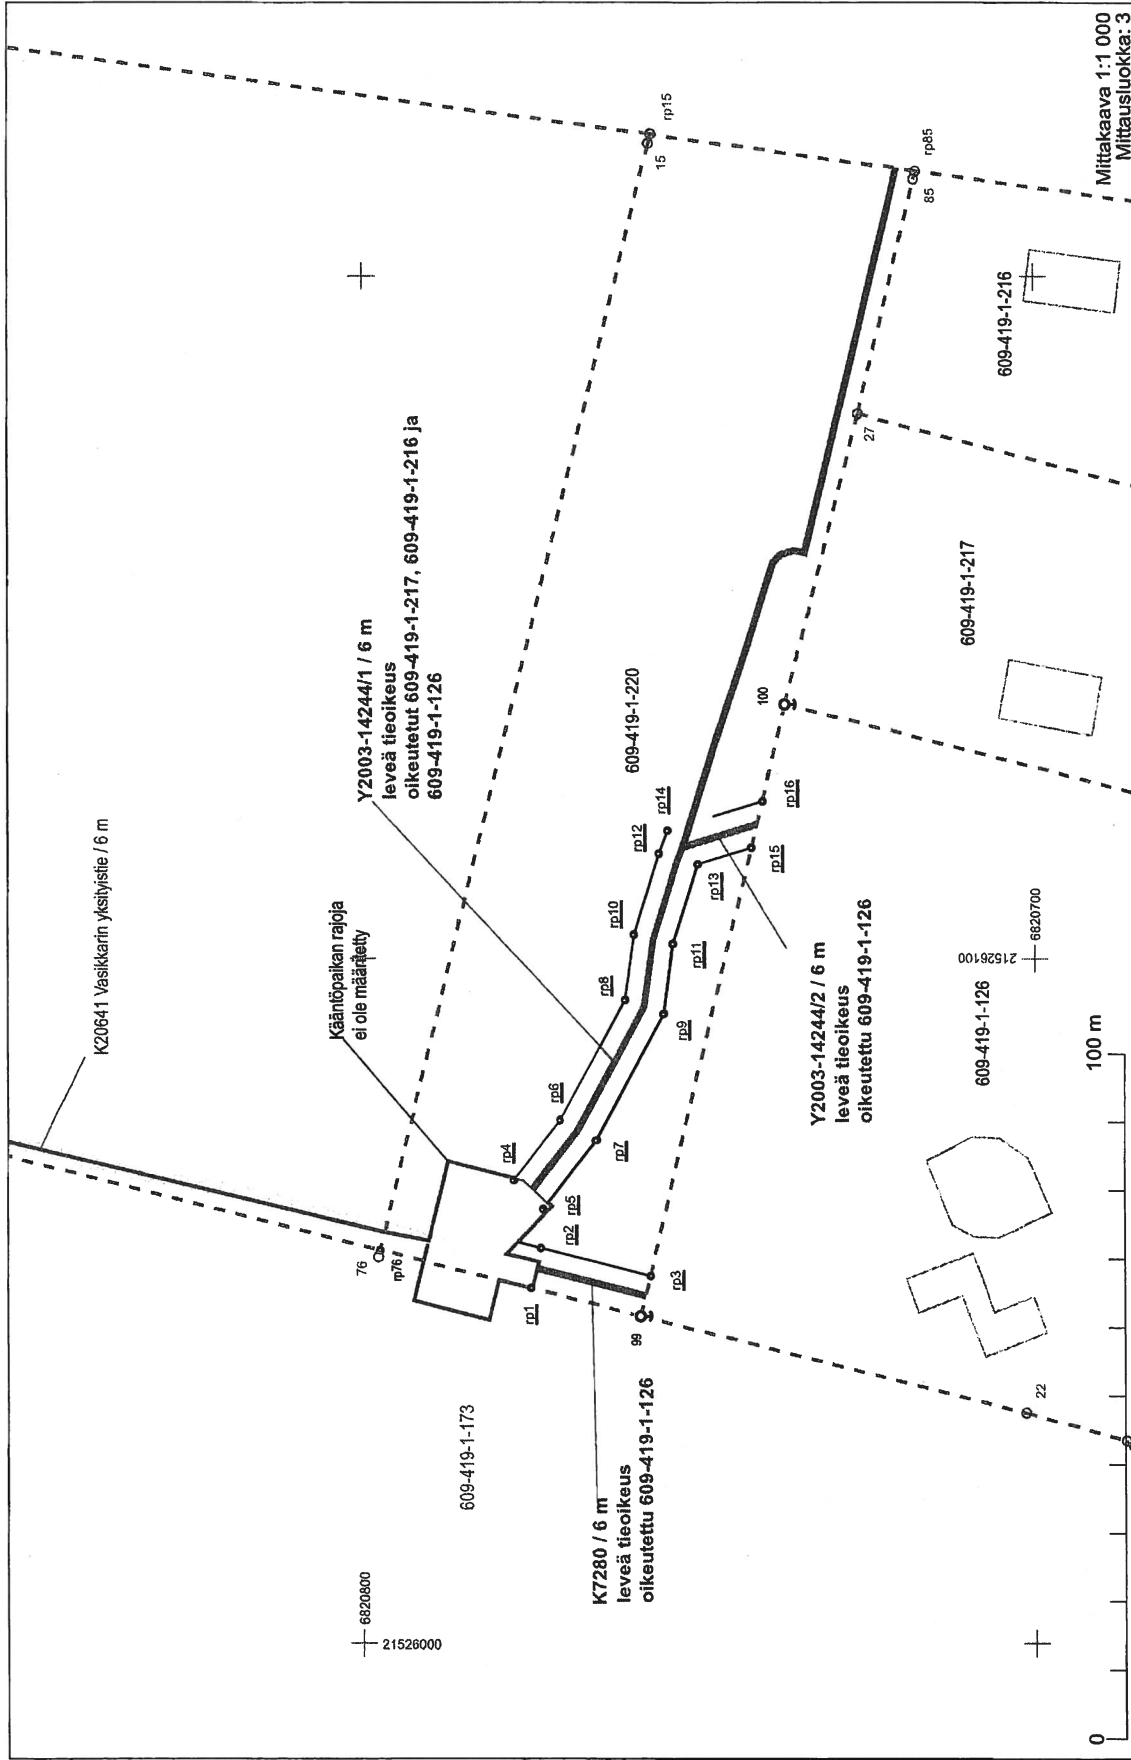 K20641 Vasikkarin yksityistie / 6 m
Kääntöpaikan rajoja
ei ole määritetty
Y2003-14244/1 / 6 m
leveä tieoikeus
oikeutetut 609-419-1-217, 609-419-1-216 ja
609-419-1-126
6820800
21526000
76
rp76
15
rp15
609-419-1-173
rp1
rp2
rp3
rp4
rp5
rp6
rp7
rp8
rp9
rp10
rp11
rp12
rp13
rp14
rp15
rp16
609-419-1-220
99
100
27
85
rp85
K7280 / 6 m
leveä tieoikeus
oikeutettu 609-419-1-126
Y2003-14244/2 / 6 m
leveä tieoikeus
oikeutettu 609-419-1-126
22
609-419-1-126
21526100
6820700
609-419-1-217
609-419-1-216
0
100 m
Mittakaava 1:1 000
Mittausluokka: 3